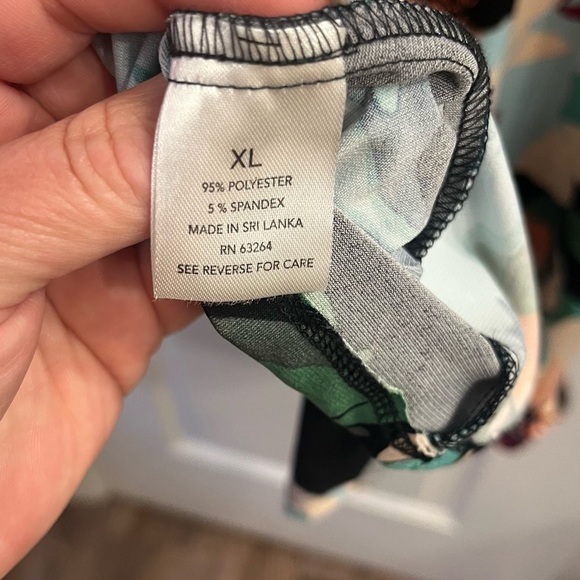 XL
95% POLYESTER
5% SPANDEX
MADE IN SRI LANKA
RN 63264
SEE REVERSE FOR CARE